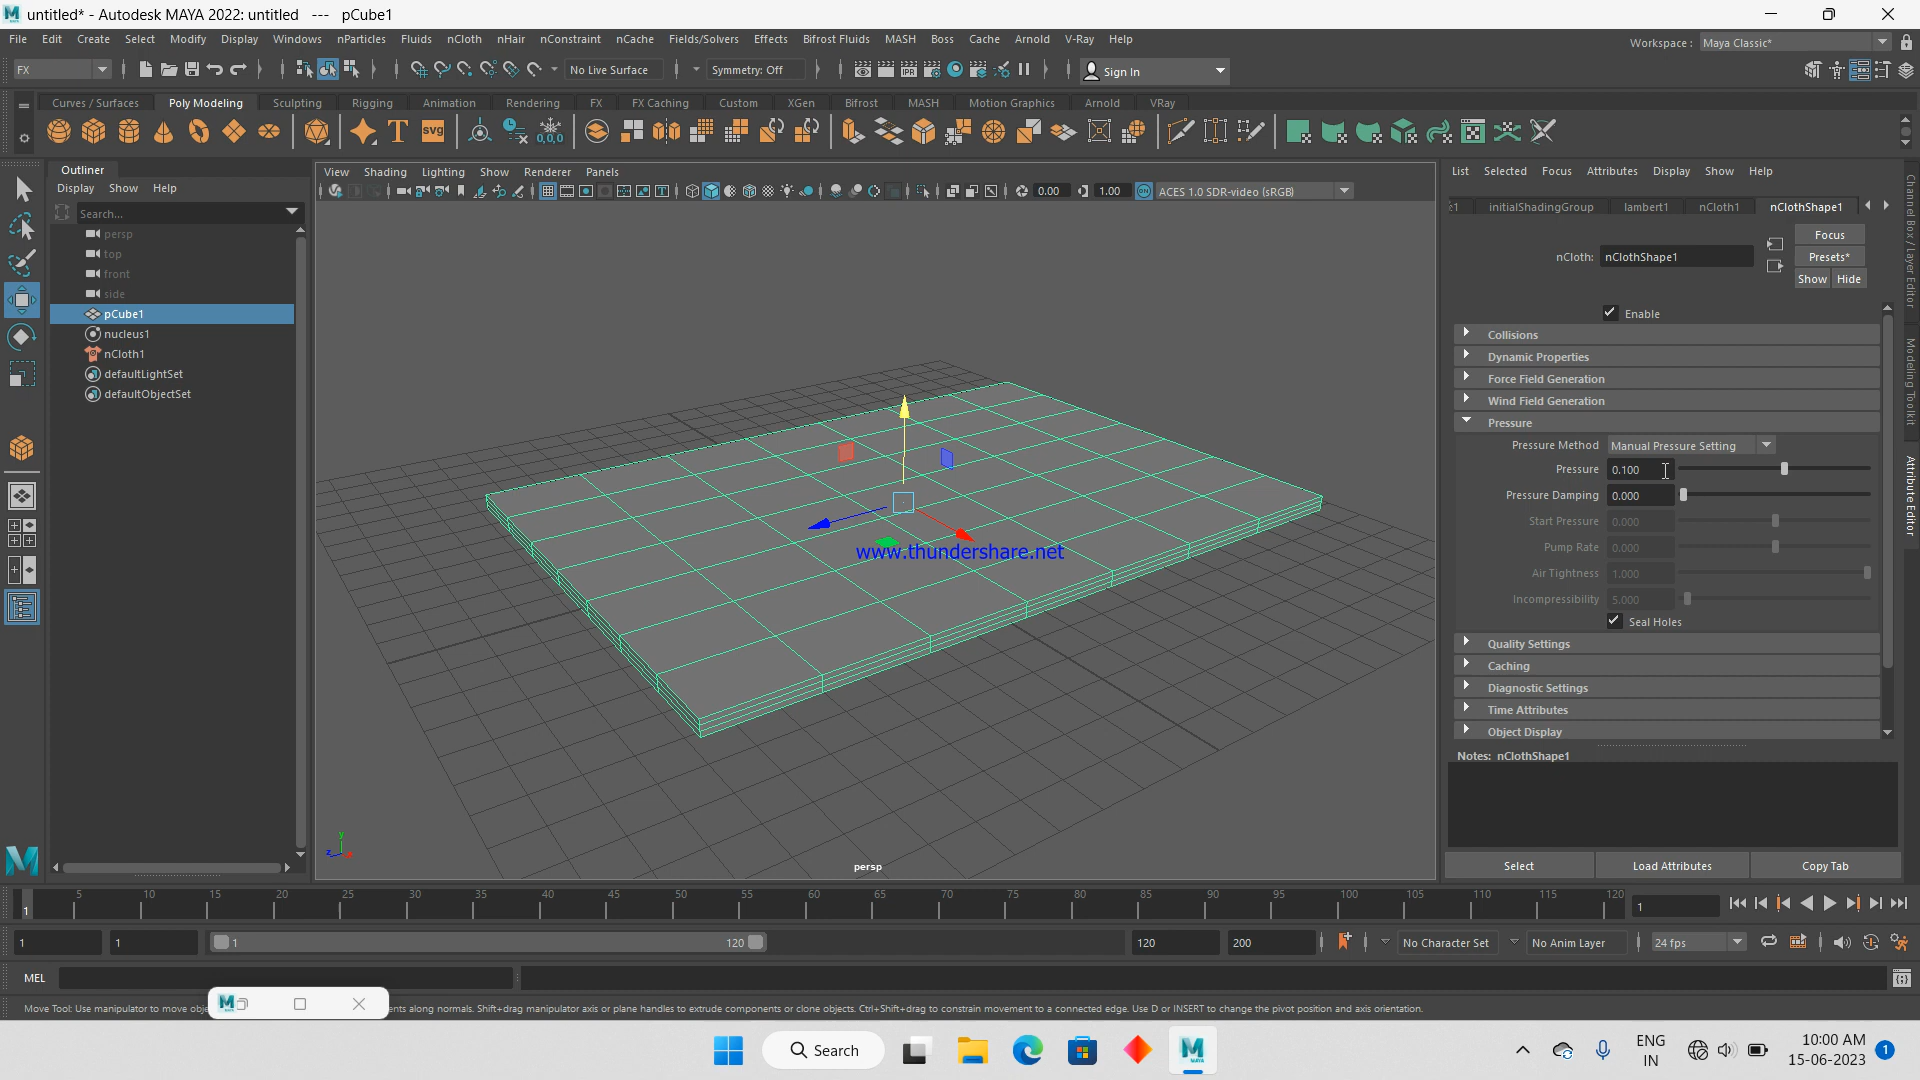 untitled* - Autodesk MAYA 2022: untitled --- pCube1
File Edit Create Select Modify Display Windows nParticles Fluids nCloth nHair nConstraint nCache Fields/Solvers Effects Bifrost Fluids MASH Boss Cache Arnold V-Ray Help
Workspace : Maya Classic*
FX No Live Surface Symmetry: Off Sign In
Curves / Surfaces Poly Modeling Sculpting Rigging Animation Rendering FX FX Caching Custom XGen Bifrost MASH Motion Graphics Arnold VRay
Outliner
Display Show Help
Search...
persp
top
front
side
pCube1
nucleus1
nCloth1
defaultLightSet
defaultObjectSet
View Shading Lighting Show Renderer Panels
0.00 1.00 ACES 1.0 SDR-video (sRGB)
www.thundershare.net
persp
List Selected Focus Attributes Display Show Help
initialShadingGroup lambert1 nCloth1 nClothShape1
nCloth: nClothShape1
Focus
Presets*
Show Hide
Enable
Collisions
Dynamic Properties
Force Field Generation
Wind Field Generation
Pressure
Pressure Method Manual Pressure Setting
Pressure 0.100
Pressure Damping 0.000
Start Pressure 0.000
Pump Rate 0.000
Air Tightness 1.000
Incompressibility 5.000
Seal Holes
Quality Settings
Caching
Diagnostic Settings
Time Attributes
Object Display
Notes: nClothShape1
Select Load Attributes Copy Tab
Channel Box / Layer Editor
Modeling Toolkit
Attribute Editor
1 5 10 15 20 25 30 35 40 45 50 55 60 65 70 75 80 85 90 95 100 105 110 115 120 1
1 1 1 120 120 200 No Character Set No Anim Layer 24 fps
MEL
Move Tool: Use manipulator to move obje ents along normals. Shift+drag manipulator axis or plane handles to extrude components or clone objects. Ctrl+Shift+drag to constrain movement to a connected edge. Use D or INSERT to change the pivot position and axis orientation.
Search
ENG
IN
10:00 AM
15-06-2023
1